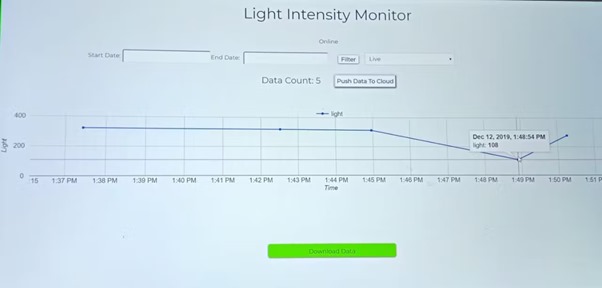 Light Intensity Monitor
Online
Start Date: End Date: Filter Live
Data Count: 5 Push Data To Cloud
light
400
Dec 12, 2019, 1:48:54 PM
light: 108
Light
200
0
:15 1:37 PM 1:38 PM 1:39 PM 1:40 PM 1:41 PM 1:42 PM 1:43 PM 1:44 PM 1:45 PM 1:46 PM 1:47 PM 1:48 PM 1:49 PM 1:50 PM 1:51 P
Time
Download Data